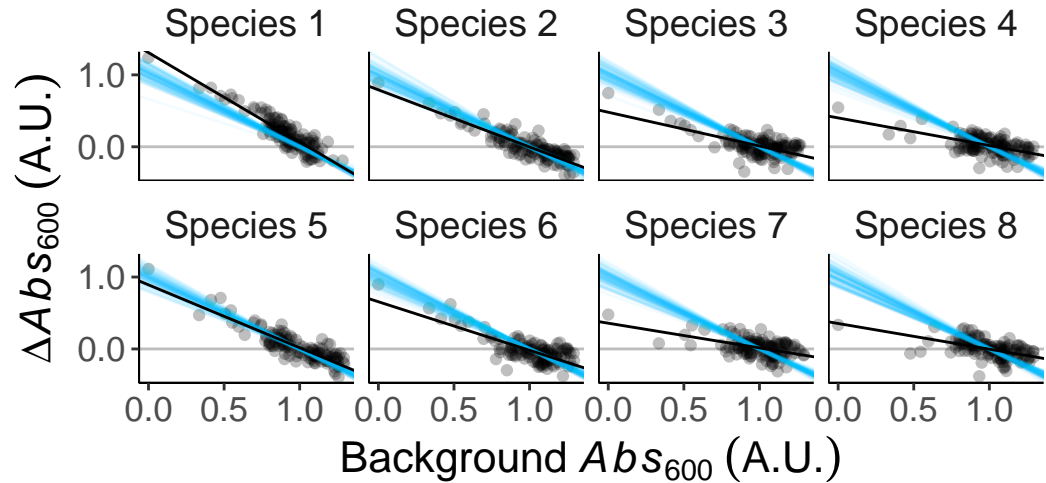 Species 1 Species 2 Species 3 Species 4
1.0
0.0
Species 5 Species 6 Species 7 Species 8
1.0
0.0
0.0 0.5 1.0 0.0 0.5 1.0 0.0 0.5 1.0 0.0 0.5 1.0
Background Abs600 (A.U.)
ΔAbs600 (A.U.)